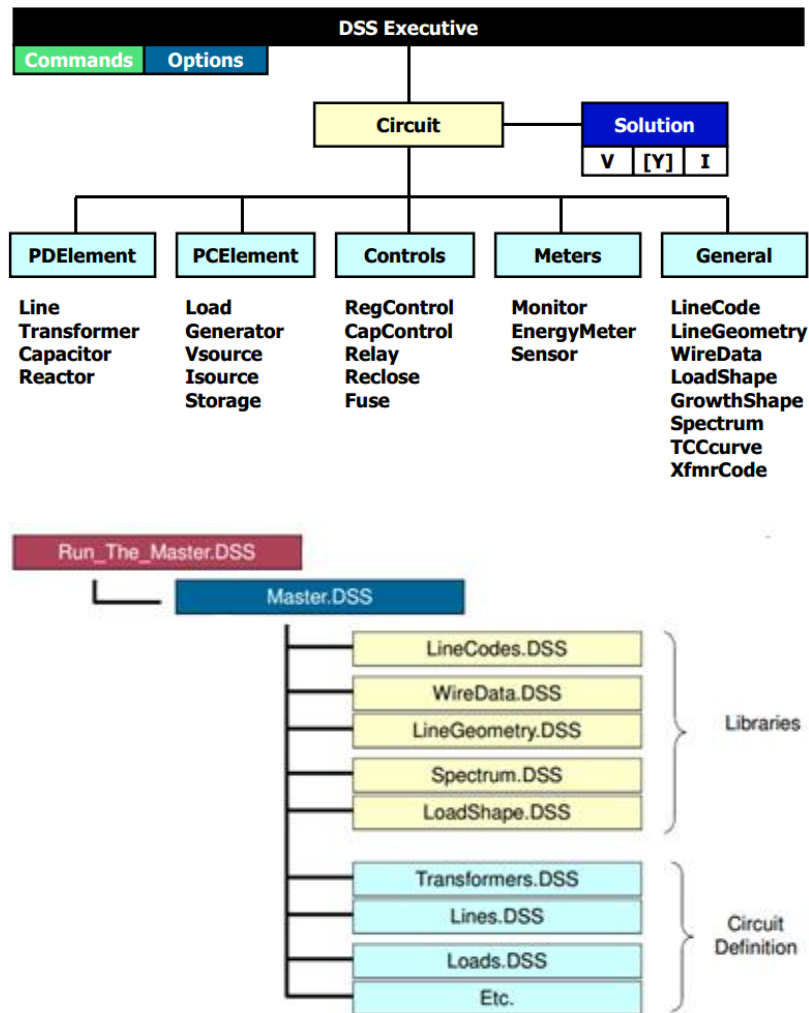 DSS Executive
Commands Options
Circuit
Solution
V [Y] I
PDElement
Line
Transformer
Capacitor
Reactor
PCElement
Load
Generator
Vsource
Isource
Storage
Controls
RegControl
CapControl
Relay
Reclose
Fuse
Meters
Monitor
EnergyMeter
Sensor
General
LineCode
LineGeometry
WireData
LoadShape
GrowthShape
Spectrum
TCCcurve
XfmrCode
Run_The_Master.DSS
Master.DSS
LineCodes.DSS
WireData.DSS
LineGeometry.DSS
Spectrum.DSS
LoadShape.DSS
Libraries
Transformers.DSS
Lines.DSS
Loads.DSS
Etc.
Circuit
Definition